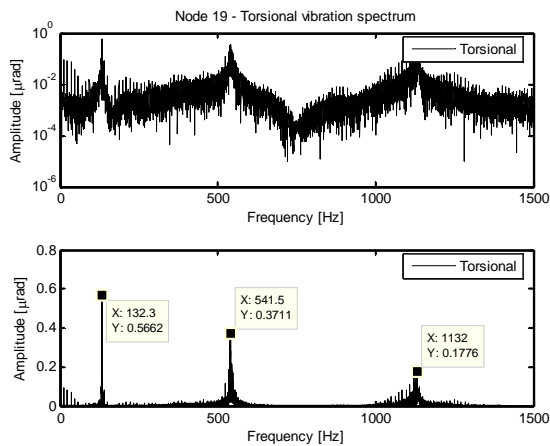 Node 19 - Torsional vibration spectrum
Amplitude [μrad]
10^0
10^-2
10^-4
10^-6
Torsional
0 500 1000 1500
Frequency [Hz]
Amplitude [μrad]
0.8
0.6
0.4
0.2
0
Torsional
X: 132.3
Y: 0.5662
X: 541.5
Y: 0.3711
X: 1132
Y: 0.1776
0 500 1000 1500
Frequency [Hz]